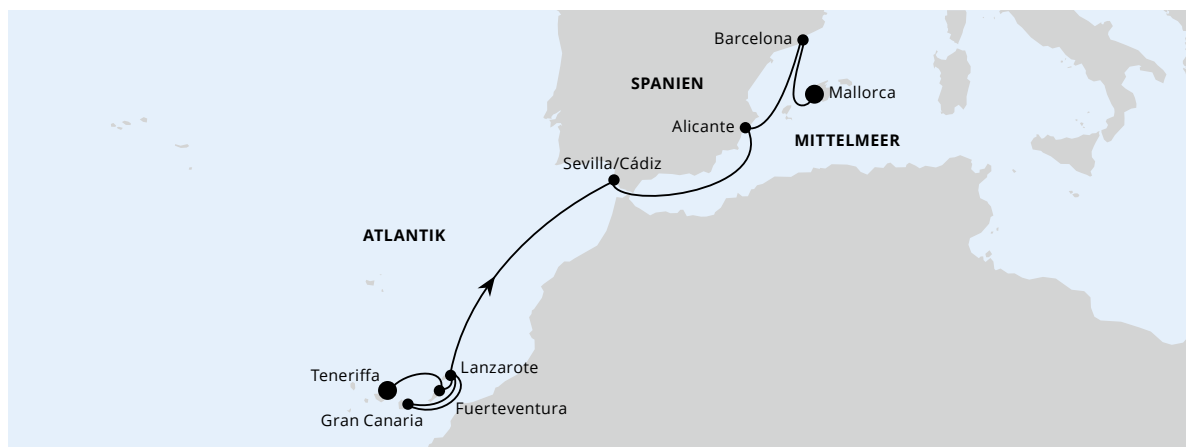 Barcelona
SPANIEN
Mallorca
Alicante
MITTELMEER
Sevilla/Cádiz
ATLANTIK
Lanzarote
Teneriffa
Fuerteventura
Gran Canaria